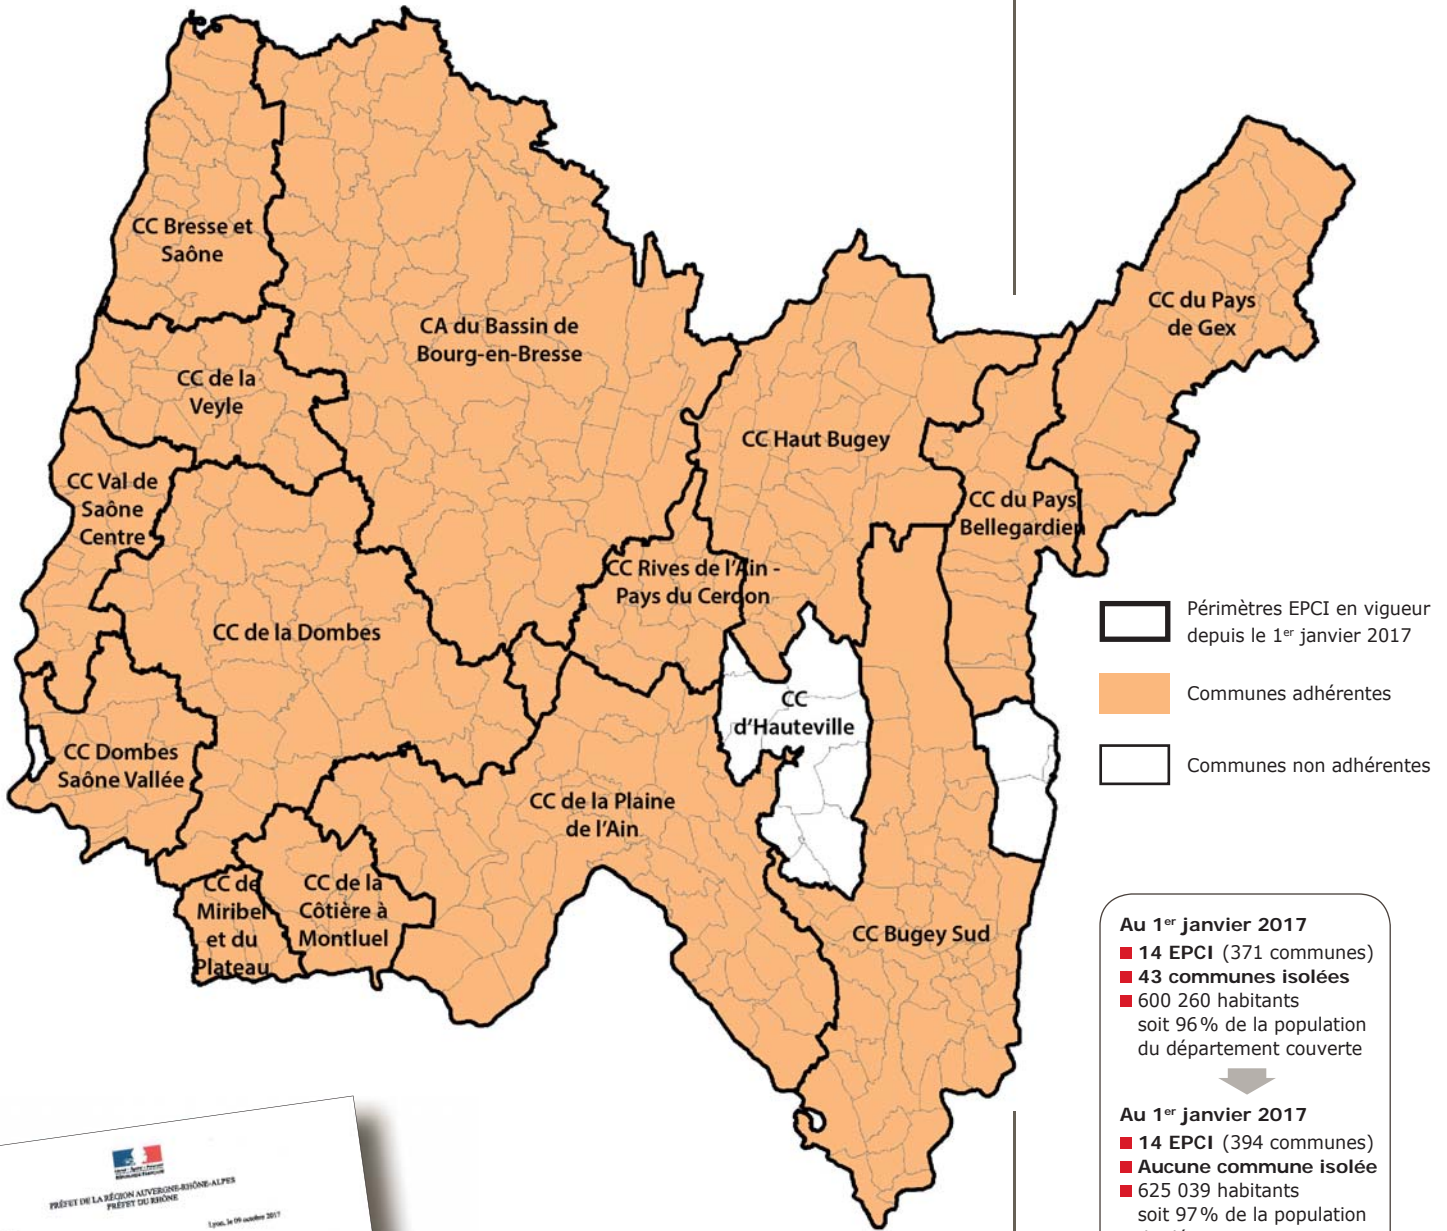 CC Bresse et
Saône
CA du Bassin de
Bourg-en-Bresse
CC du Pays
de Gex
CC de la
Veyle
CC Haut Bugey
CC Val de
Saône
Centre
CC du Pays
Bellegardien
CC Rives de l'Ain -
Pays du Cerdon
CC de la Dombes
CC
d'Hauteville
CC Dombes
Saône Vallée
CC de la Plaine
de l'Ain
CC de
Miribel
et du
Plateau
CC de la
Côtière à
Montluel
CC Bugey Sud
Périmètres EPCI en vigueur
depuis le 1er janvier 2017
Communes adhérentes
Communes non adhérentes
Au 1er janvier 2017
14 EPCI (371 communes)
43 communes isolées
600 260 habitants
soit 96 % de la population
du département couverte
Au 1er janvier 2017
14 EPCI (394 communes)
Aucune commune isolée
625 039 habitants
soit 97 % de la population
PRÉFET DE LA RÉGION AUVERGNE-RHÔNE-ALPES
PRÉFET DU RHÔNE
Lyon, le 09 octobre 2017